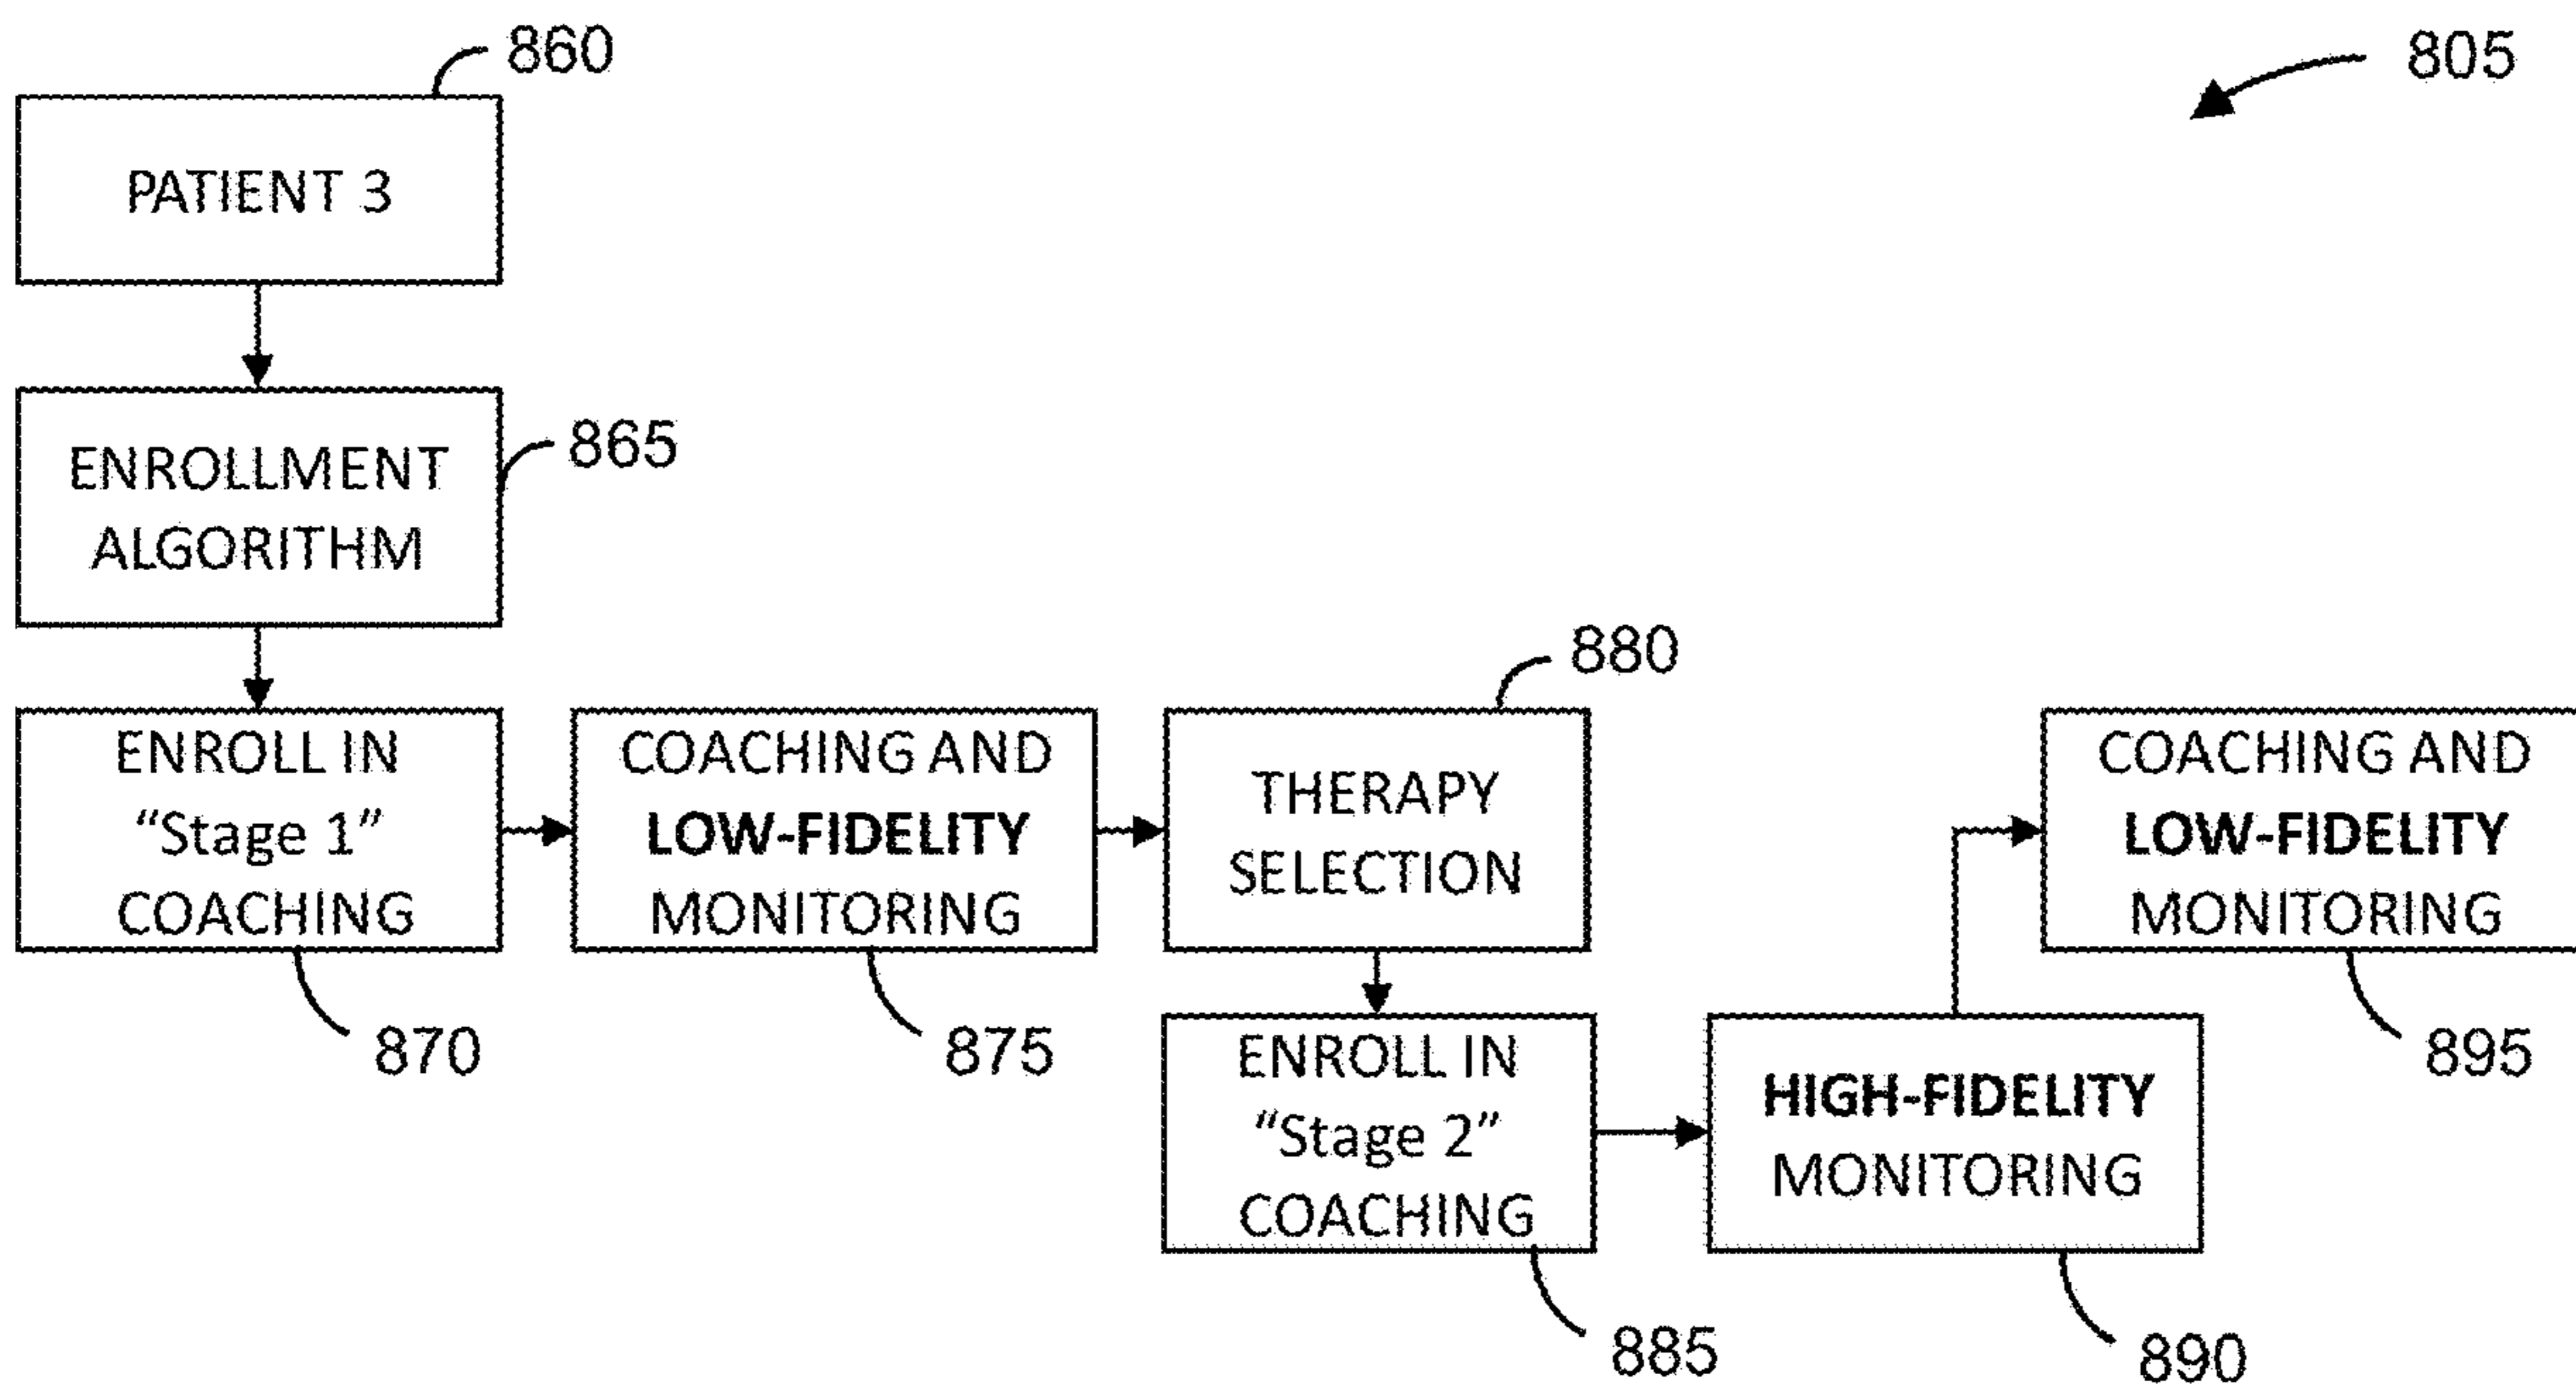 860
805
PATIENT 3
ENROLLMENT
ALGORITHM
865
ENROLL IN
“Stage 1”
COACHING
870
COACHING AND
LOW-FIDELITY
MONITORING
875
880
THERAPY
SELECTION
ENROLL IN
“Stage 2”
COACHING
885
HIGH-FIDELITY
MONITORING
890
COACHING AND
LOW-FIDELITY
MONITORING
895